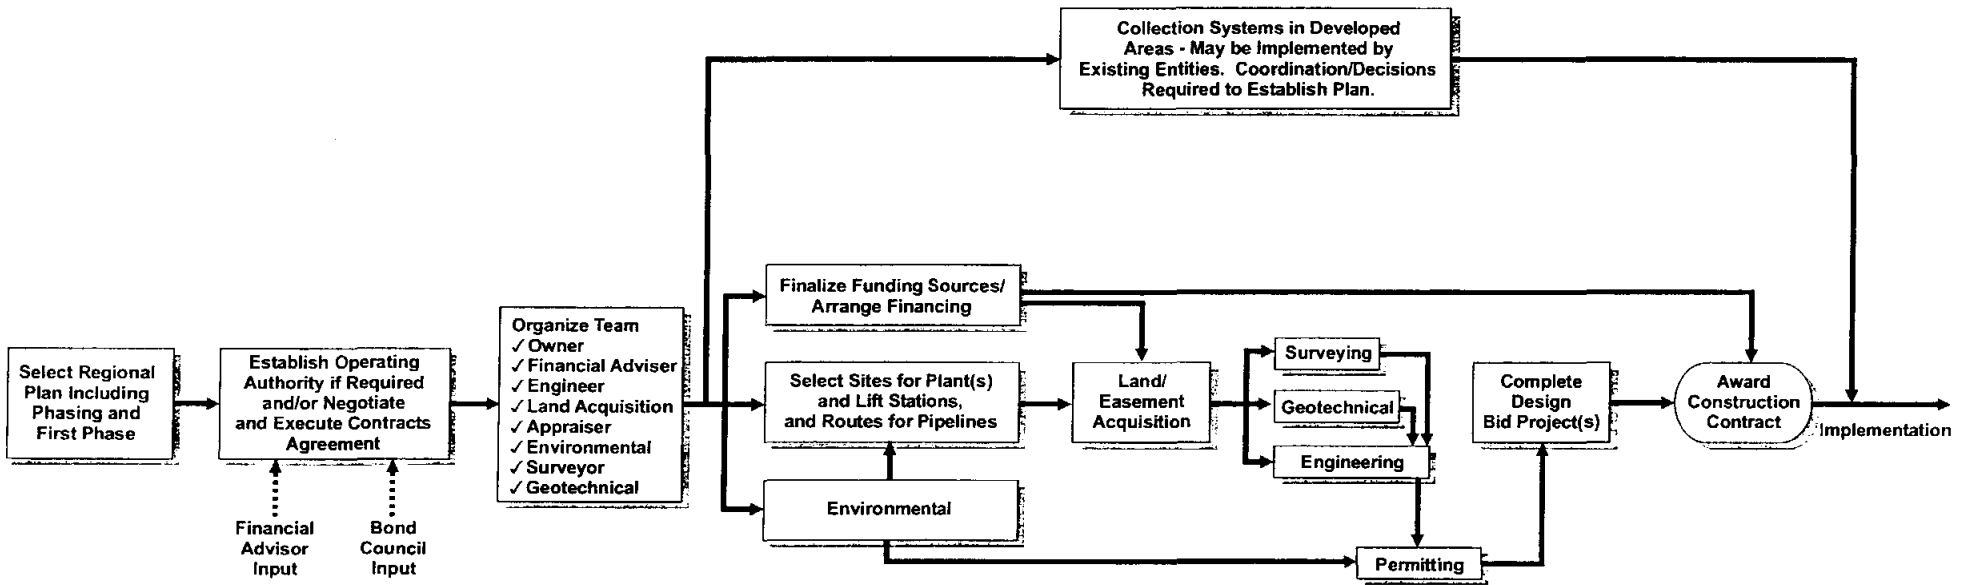 Collection Systems in Developed
Areas - May be Implemented by
Existing Entities. Coordination/Decisions
Required to Establish Plan.
Select Regional
Plan Including
Phasing and
First Phase
Establish Operating
Authority if Required
and/or Negotiate
and Execute Contracts
Agreement
Financial
Advisor
Input
Bond
Council
Input
Organize Team
✓ Owner
✓ Financial Adviser
✓ Engineer
✓ Land Acquisition
✓ Appraiser
✓ Environmental
✓ Surveyor
✓ Geotechnical
Finalize Funding Sources/
Arrange Financing
Select Sites for Plant(s)
and Lift Stations,
and Routes for Pipelines
Environmental
Land/
Easement
Acquisition
Surveying
Geotechnical
Engineering
Permitting
Complete
Design
Bid Project(s)
Award
Construction
Contract
Implementation